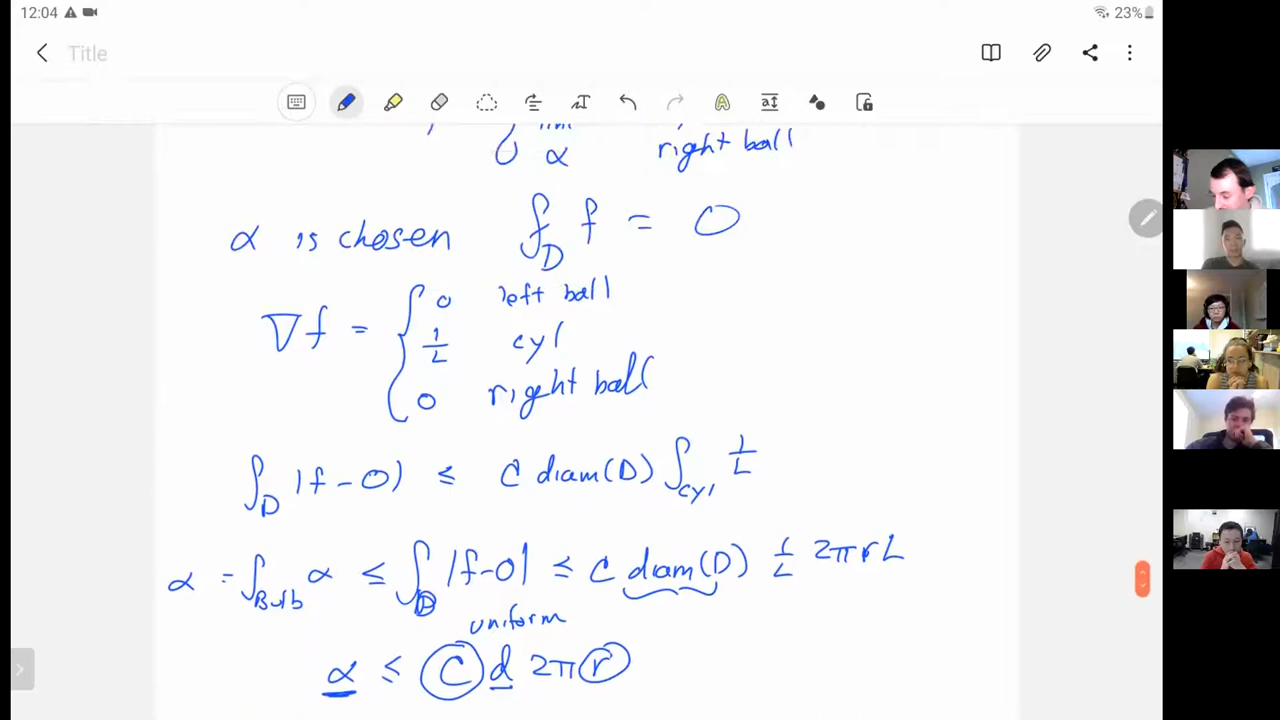 12:04
23%
Title
α
right ball
α is chosen ⨍_D f = 0
∇f = { 0 left ball
1/L cyl
0 right ball
∫_D |f - 0| ≤ C diam(D) ∫_cyl 1/L
α = ∫_Bulb α ≤ ∫_D |f-0| ≤ C diam(D) 1/L 2πrL
uniform
α ≤ C d 2π r